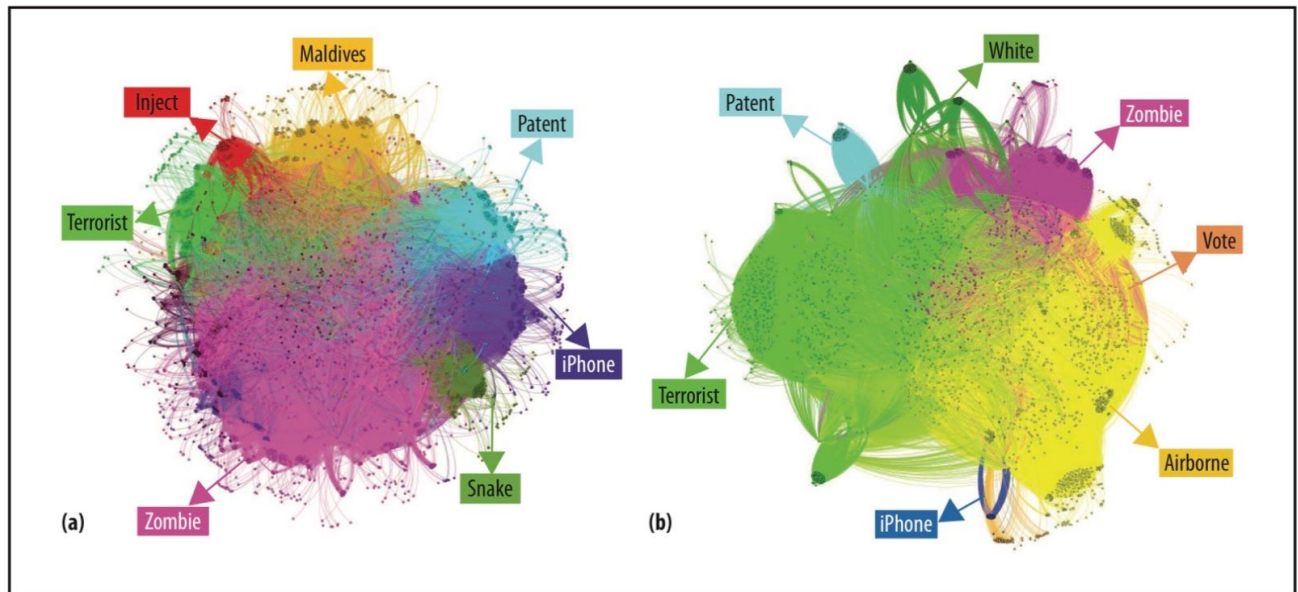 Maldives
Inject
Patent
Terrorist
iPhone
Snake
Zombie
(a)
White
Patent
Zombie
Vote
Terrorist
Airborne
iPhone
(b)